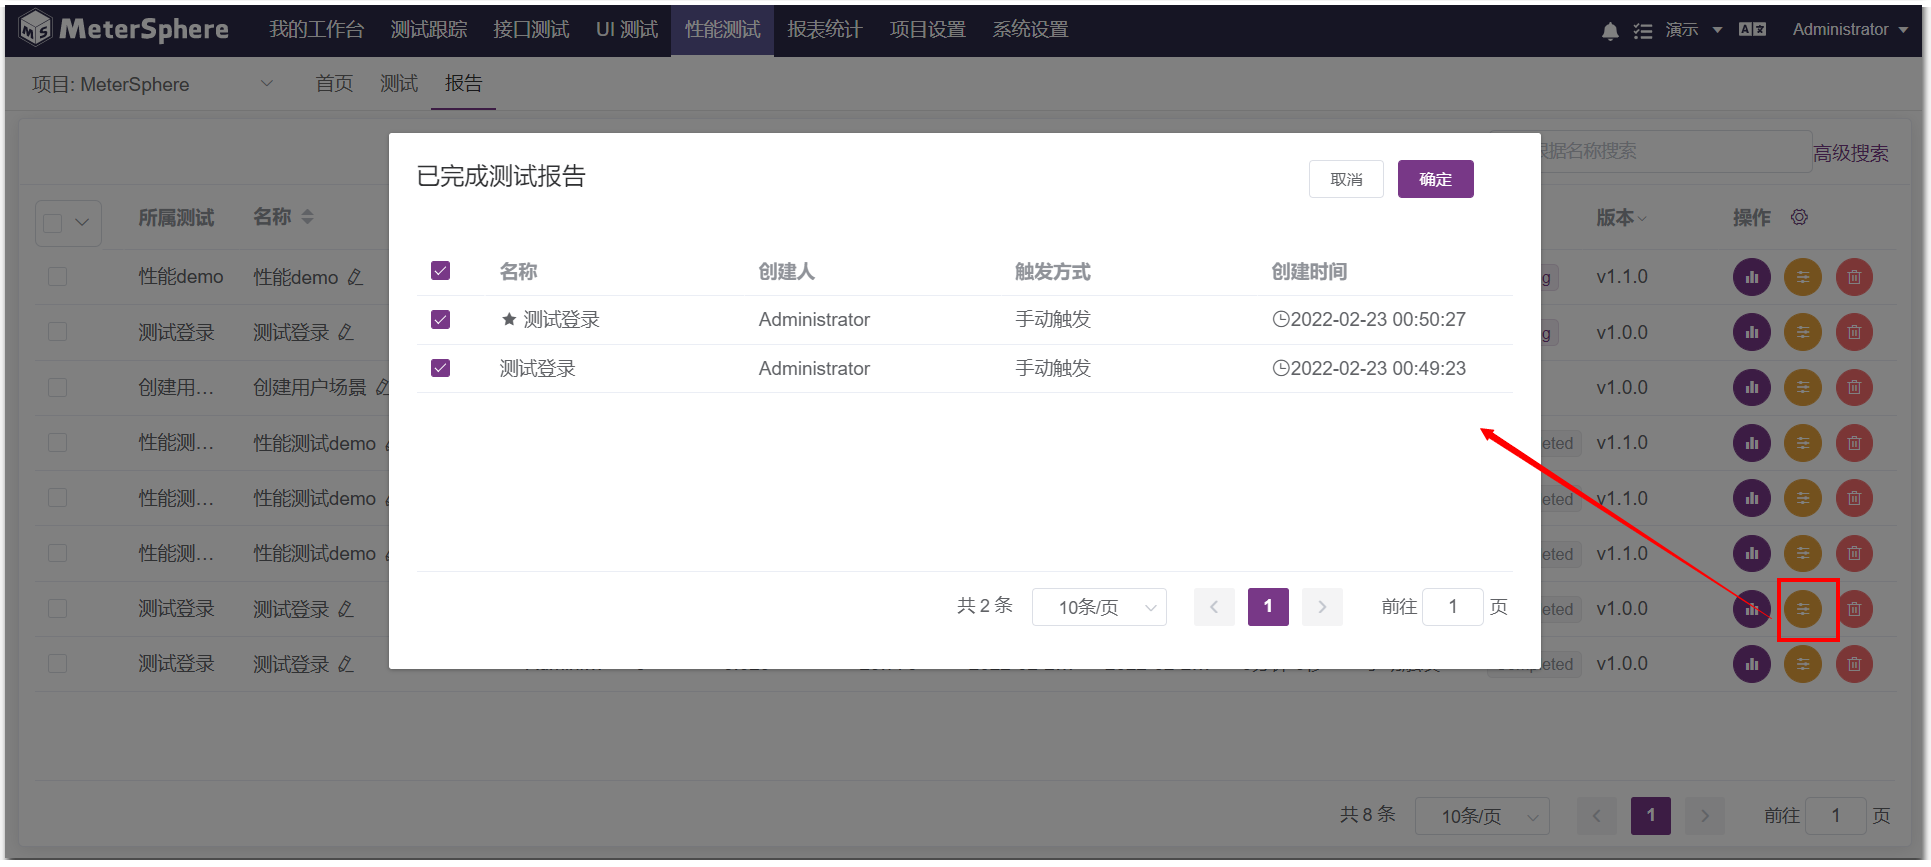 MeterSphere 我的工作台 测试跟踪 接口测试 UI 测试 性能测试 报表统计 项目设置 系统设置 演示 Administrator
项目: MeterSphere 首页 测试 报告
据名称搜索 高级搜索
已完成测试报告 取消 确定
所属测试 名称 版本 操作
名称 创建人 触发方式 创建时间
性能demo 性能demo g v1.1.0
★ 测试登录 Administrator 手动触发 2022-02-23 00:50:27
测试登录 测试登录 g v1.0.0
测试登录 Administrator 手动触发 2022-02-23 00:49:23
创建用... 创建用户场景 v1.0.0
性能测... 性能测试demo eted v1.1.0
性能测... 性能测试demo eted v1.1.0
性能测... 性能测试demo eted v1.1.0
共 2 条 10条/页 1 前往 1 页
测试登录 测试登录 eted v1.0.0
测试登录 测试登录 eted v1.0.0
共 8 条 10条/页 1 前往 1 页